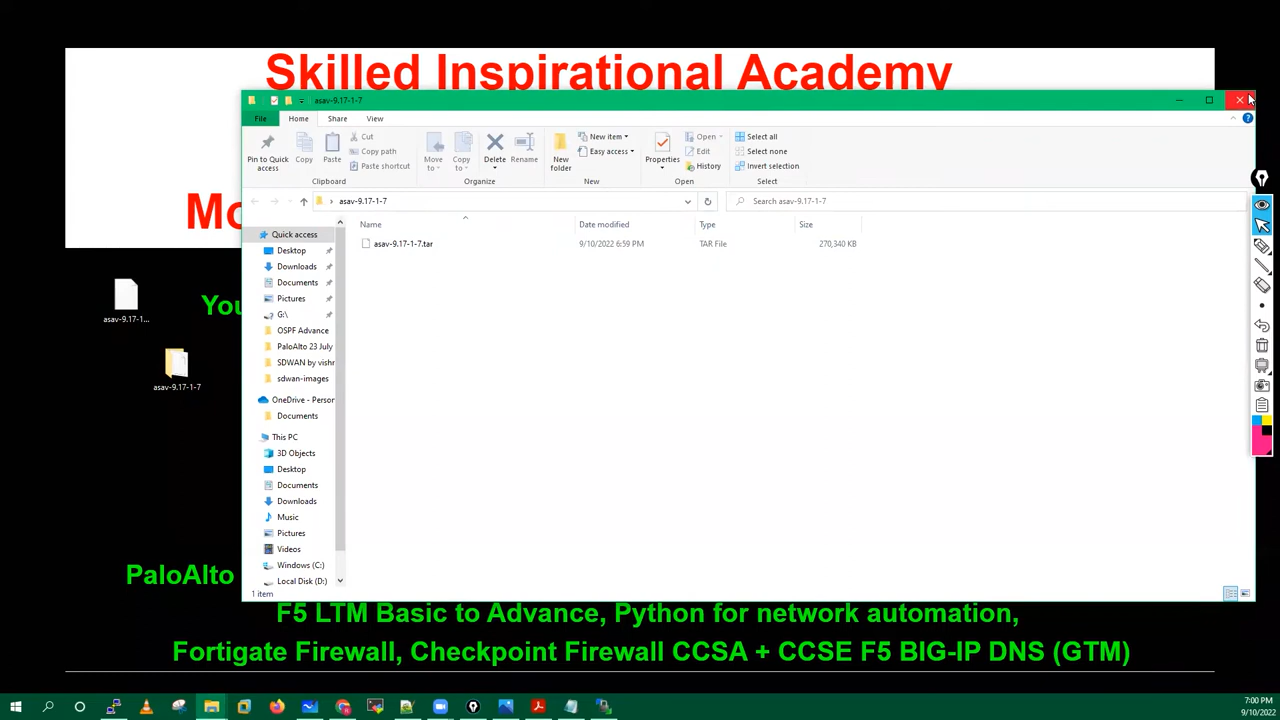 Skilled Inspirational Academy
asav-9.17-1-7
File Home Share View
Pin to Quick access
Copy
Paste
Cut
Copy path
Paste shortcut
Clipboard
Move to
Copy to
Delete
Rename
Organize
New folder
New item
Easy access
New
Properties
Open
Edit
History
Open
Select all
Select none
Invert selection
Select
Mo
asav-9.17-1-7
Search asav-9.17-1-7
Name Date modified Type Size
asav-9.17-1-7.tar 9/10/2022 6:59 PM TAR File 270,340 KB
Quick access
Desktop
Downloads
Documents
Pictures
G:\
OSPF Advance
PaloAlto 23 July
SDWAN by vishr
sdwan-images
OneDrive - Person
Documents
This PC
3D Objects
Desktop
Documents
Downloads
Music
Pictures
Videos
Windows (C:)
Local Disk (D:)
1 item
You
asav-9.17-1...
asav-9.17-1-7
PaloAlto
F5 LTM Basic to Advance, Python for network automation,
Fortigate Firewall, Checkpoint Firewall CCSA + CCSE F5 BIG-IP DNS (GTM)
7:00 PM
9/10/2022